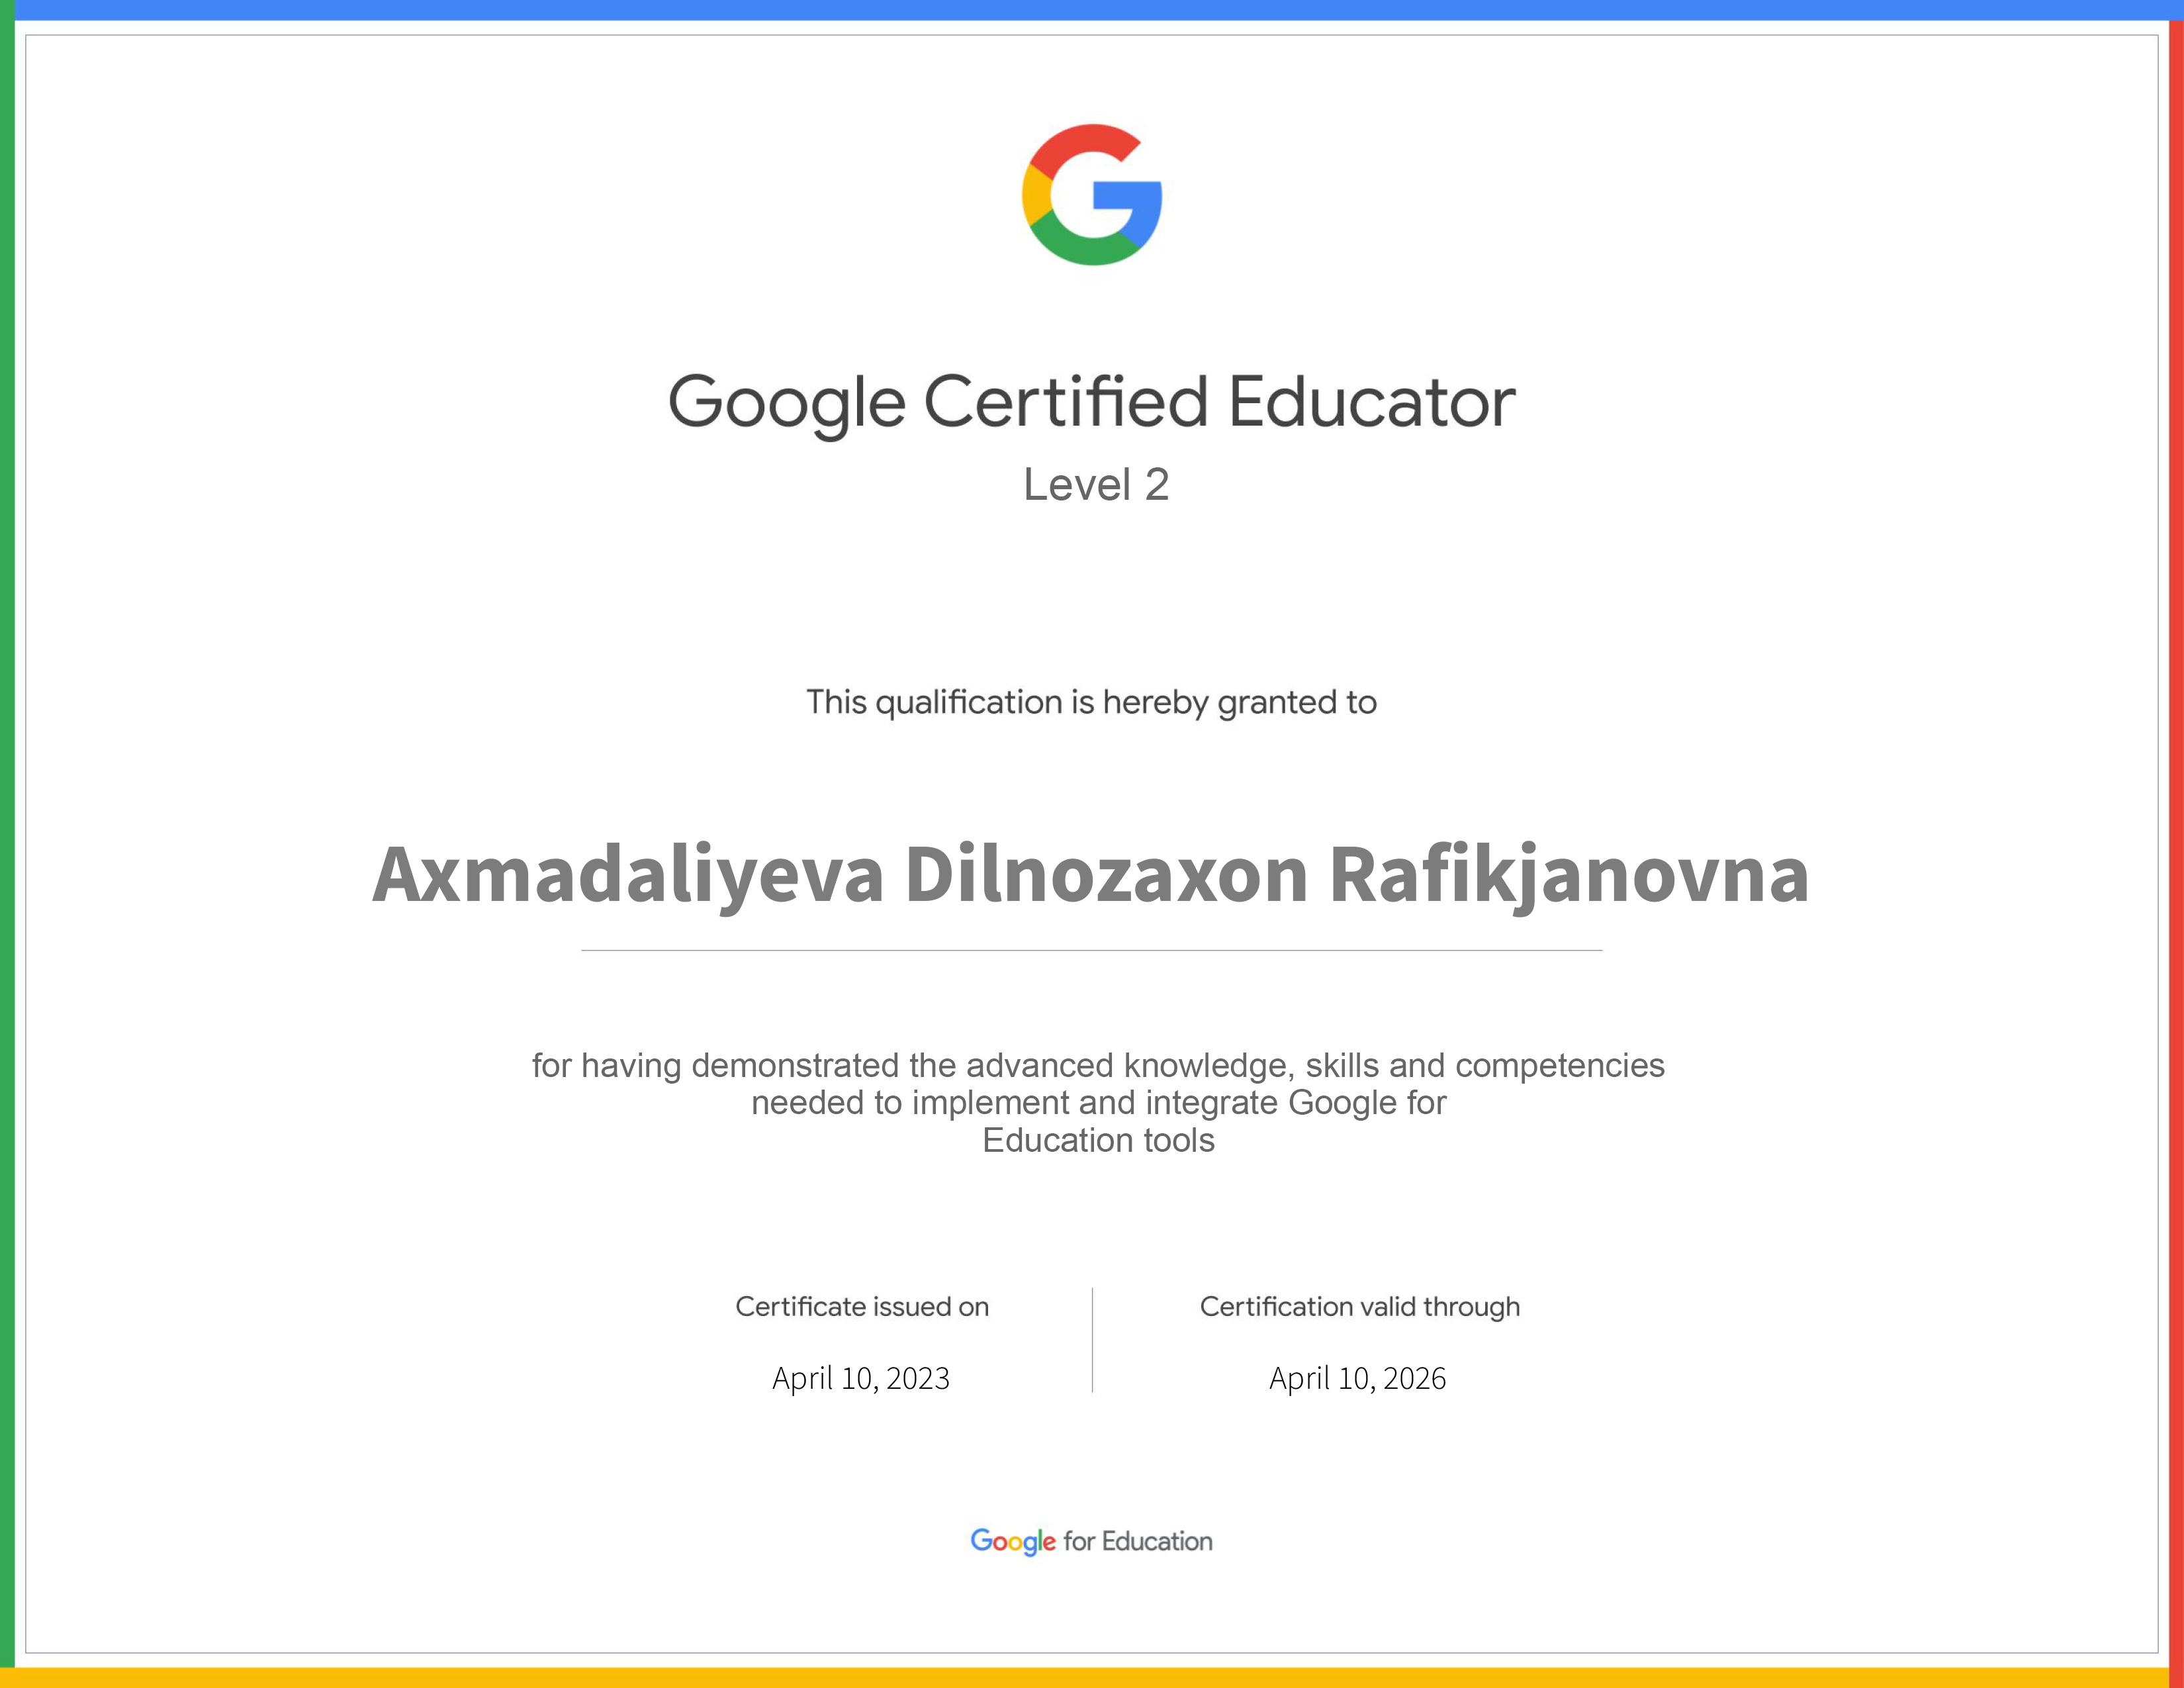 Google Certified Educator
Level 2
This qualification is hereby granted to
Axmadaliyeva Dilnozaxon Rafikjanovna
for having demonstrated the advanced knowledge, skills and competencies
needed to implement and integrate Google for
Education tools
Certificate issued on
April 10, 2023
Certification valid through
April 10, 2026
Google for Education